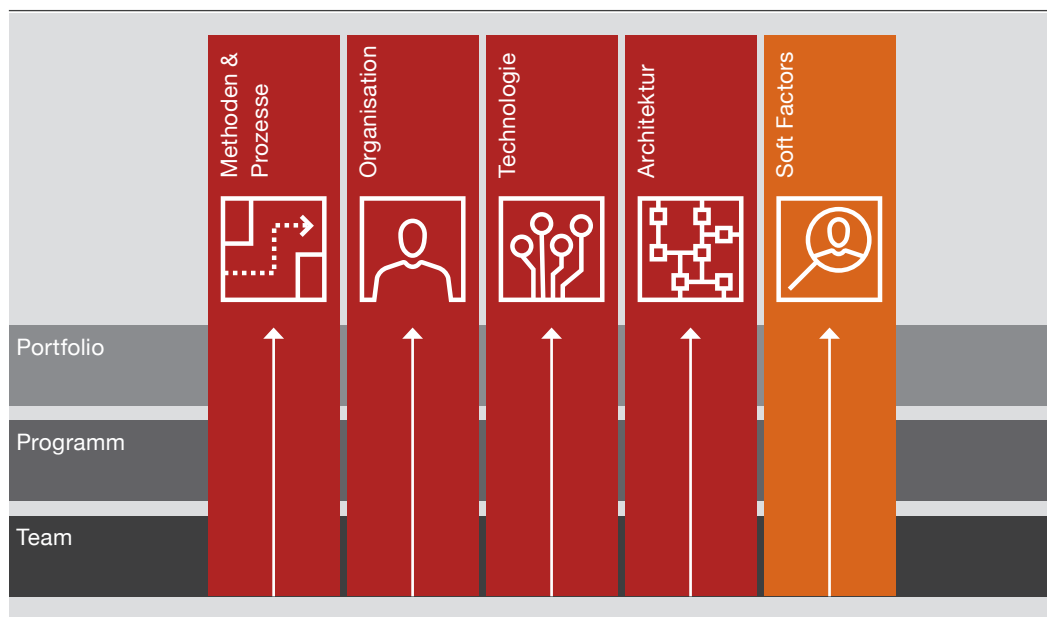 Methoden &
Prozesse
Organisation
Technologie
Architektur
Soft Factors
Portfolio
Programm
Team